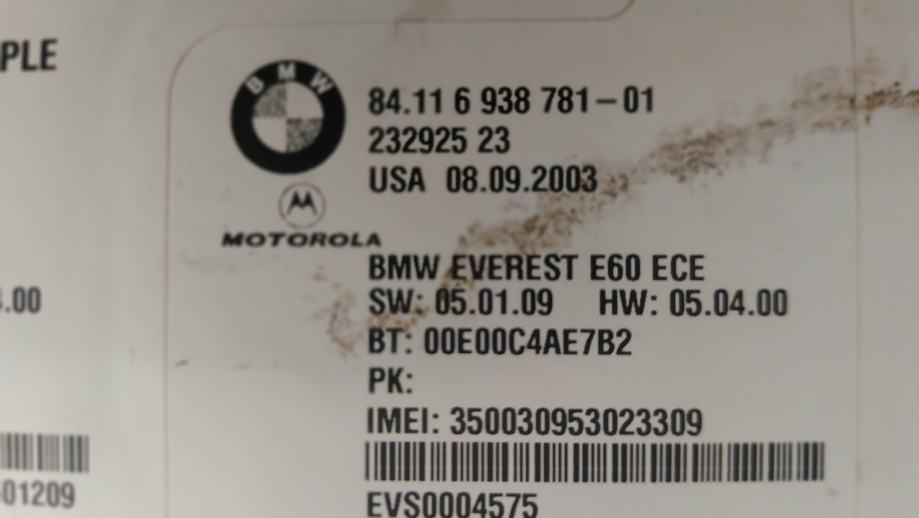 PLE
BMW
84.11 6 938 781-01
232925 23
USA 08.09.2003
MOTOROLA
BMW EVEREST E60 ECE
SW: 05.01.09 HW: 05.04.00
.00
BT: 00E00C4AE7B2
PK:
IMEI: 350030953023309
01209
EVS0004575